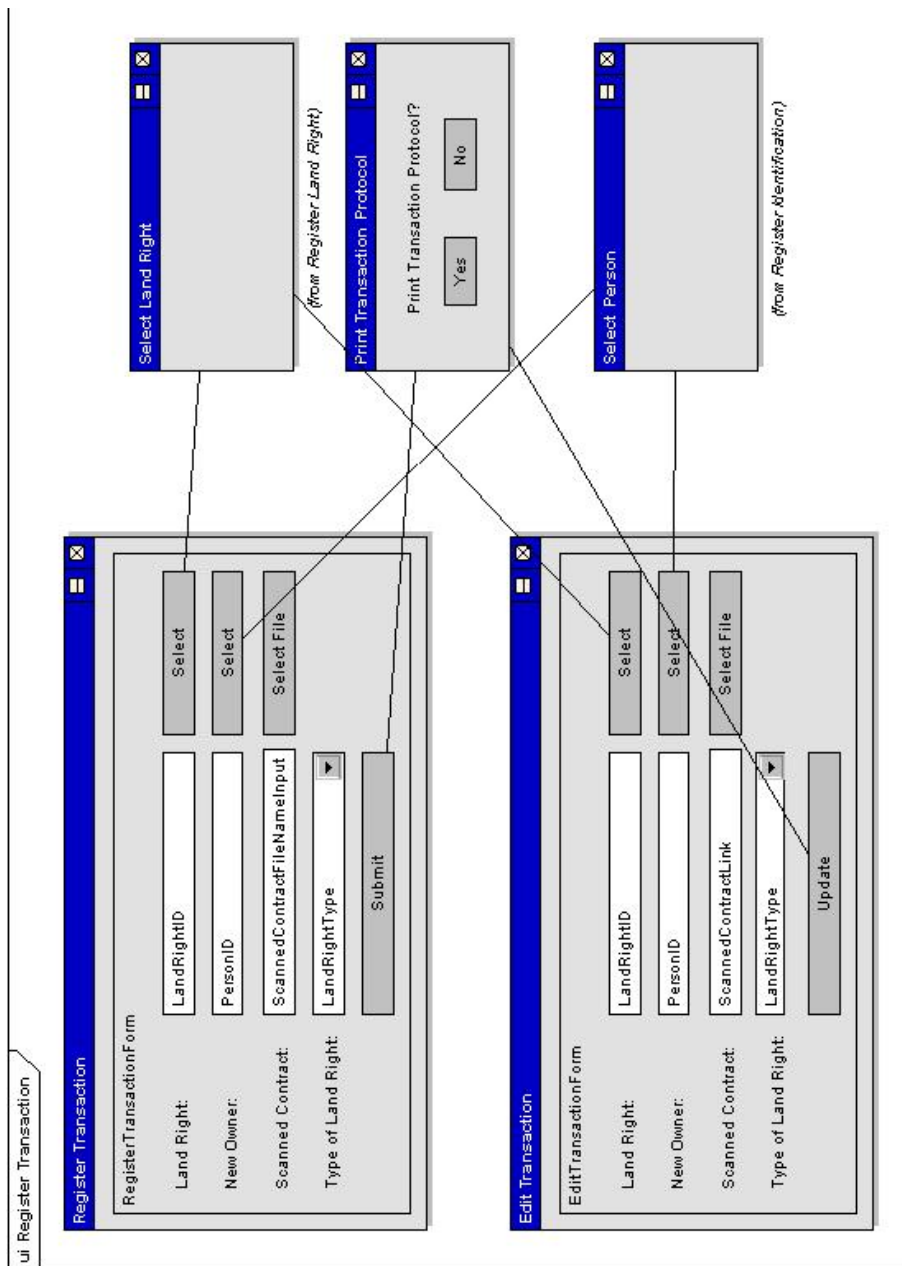 ui Register Transaction
Register Transaction
RegisterTransactionForm
Land Right:
LandRightID
Select
New Owner:
PersonID
Select
Scanned Contract:
ScannedContractFileNameInput
Select File
Type of Land Right:
LandRightType
Submit
Edit Transaction
EditTransactionForm
Land Right:
LandRightID
Select
New Owner:
PersonID
Select
Scanned Contract:
ScannedContractLink
Select File
Type of Land Right:
LandRightType
Update
Select Land Right
(from Register Land Right)
Print Transaction Protocol
Print Transaction Protocol?
Yes
No
Select Person
(from Register Identification)